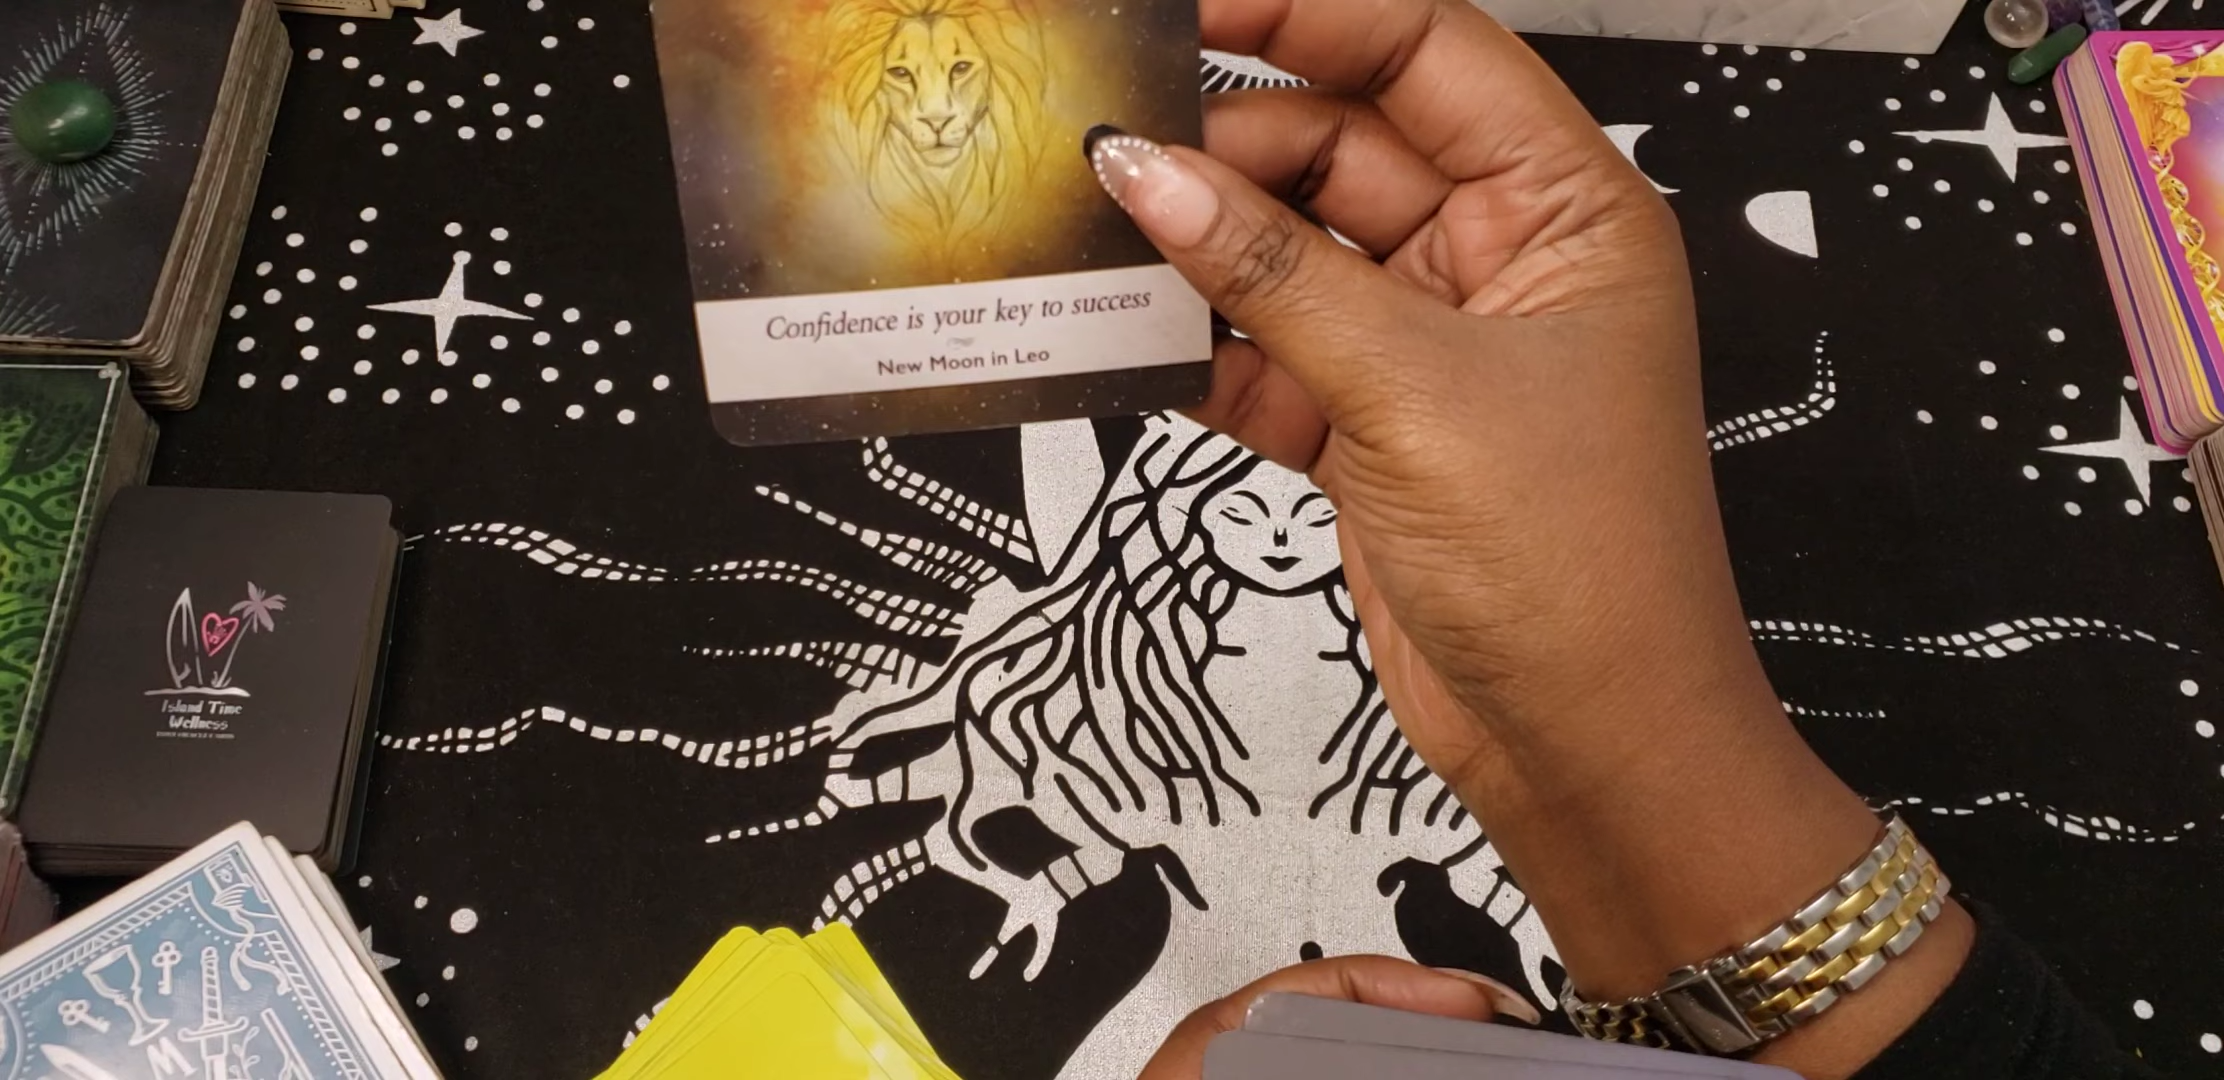 Confidence is your key to success
New Moon in Leo
Island Time
Wellness
M